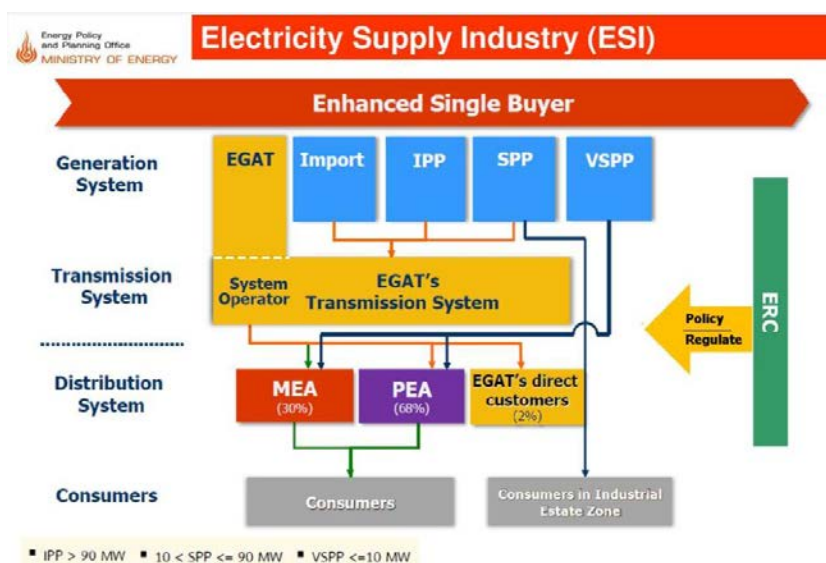 Energy Policy
and Planning Office
MINISTRY OF ENERGY
Electricity Supply Industry (ESI)
Enhanced Single Buyer
Generation
System
EGAT
Import
IPP
SPP
VSPP
Transmission
System
System
Operator
EGAT's
Transmission System
ERC
Policy
Regulate
Distribution
System
MEA
(30%)
PEA
(68%)
EGAT's direct
customers
(2%)
Consumers
Consumers
Consumers in Industrial
Estate Zone
▪ IPP > 90 MW ▪ 10 < SPP <= 90 MW ▪ VSPP <=10 MW